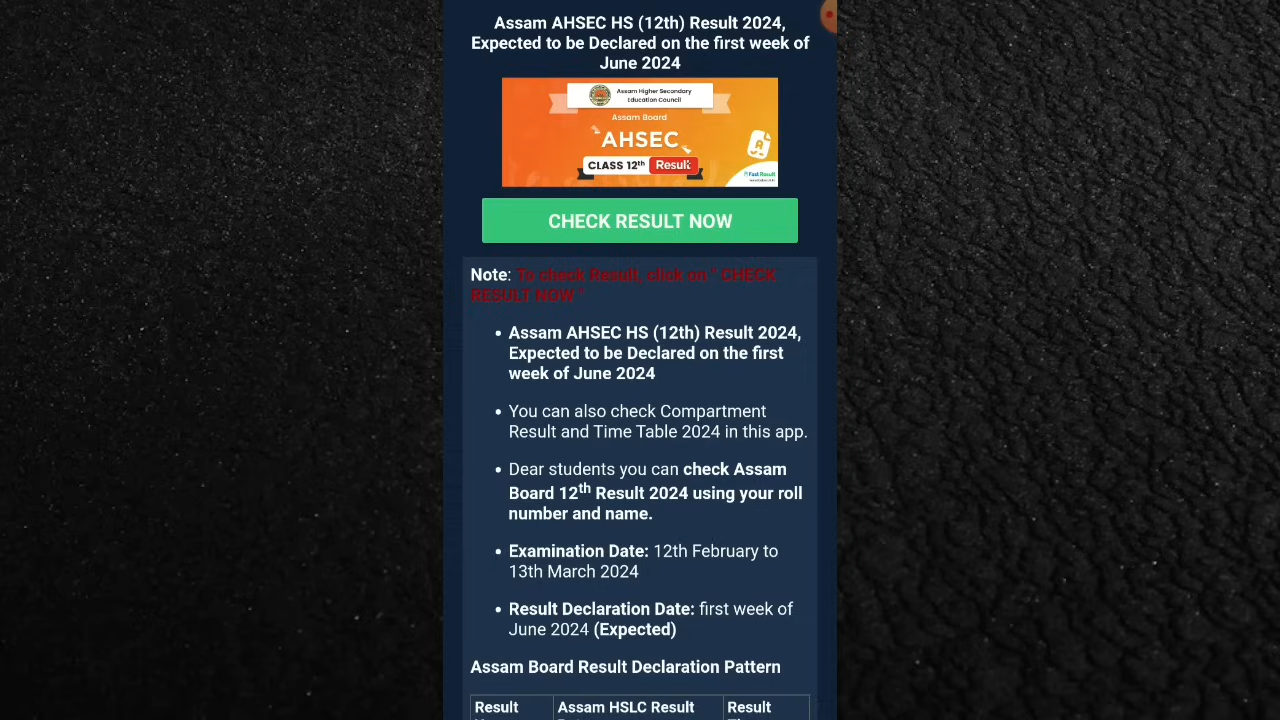 Assam AHSEC HS (12th) Result 2024,
Expected to be Declared on the first week of
June 2024
Assam Higher Secondary
Education Council
Assam Board
AHSEC
CLASS 12th Result
Fast Result
CHECK RESULT NOW
Note: To check Result, click on " CHECK
RESULT NOW "
• Assam AHSEC HS (12th) Result 2024,
Expected to be Declared on the first
week of June 2024
• You can also check Compartment
Result and Time Table 2024 in this app.
• Dear students you can check Assam
Board 12th Result 2024 using your roll
number and name.
• Examination Date: 12th February to
13th March 2024
• Result Declaration Date: first week of
June 2024 (Expected)
Assam Board Result Declaration Pattern
Result Assam HSLC Result Result